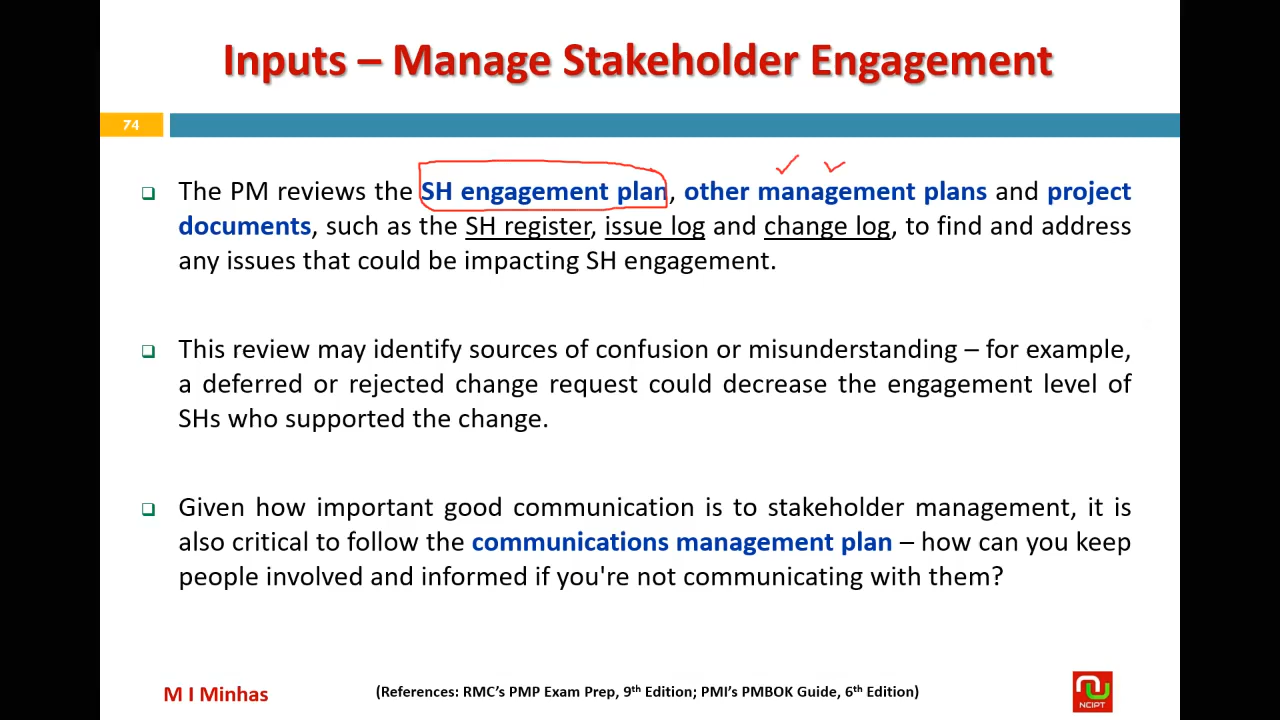 Inputs – Manage Stakeholder Engagement
74
The PM reviews the SH engagement plan, other management plans and project
documents, such as the SH register, issue log and change log, to find and address
any issues that could be impacting SH engagement.
This review may identify sources of confusion or misunderstanding – for example,
a deferred or rejected change request could decrease the engagement level of
SHs who supported the change.
Given how important good communication is to stakeholder management, it is
also critical to follow the communications management plan – how can you keep
people involved and informed if you're not communicating with them?
M I Minhas
(References: RMC's PMP Exam Prep, 9th Edition; PMI's PMBOK Guide, 6th Edition)
NCIPT